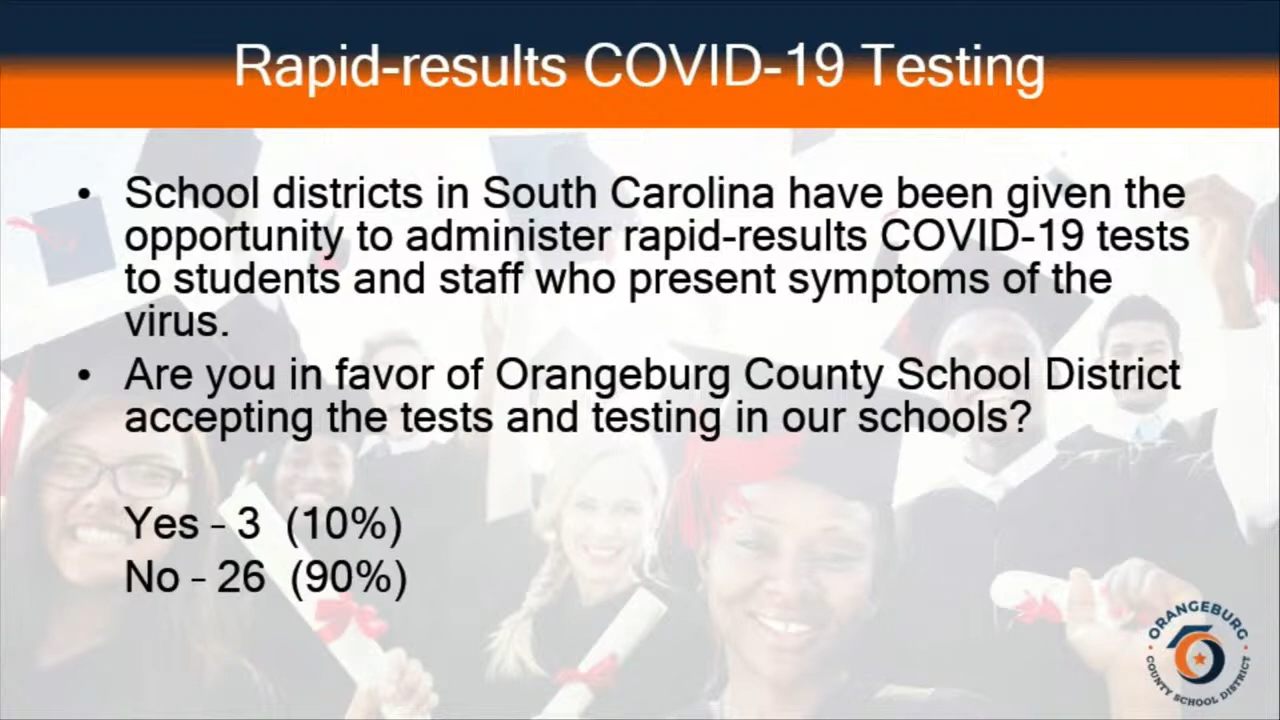 Rapid-results COVID-19 Testing
• School districts in South Carolina have been given the
opportunity to administer rapid-results COVID-19 tests
to students and staff who present symptoms of the
virus.
• Are you in favor of Orangeburg County School District
accepting the tests and testing in our schools?
Yes - 3 (10%)
No - 26 (90%)
ORANGEBURG
COUNTY SCHOOL DISTRICT